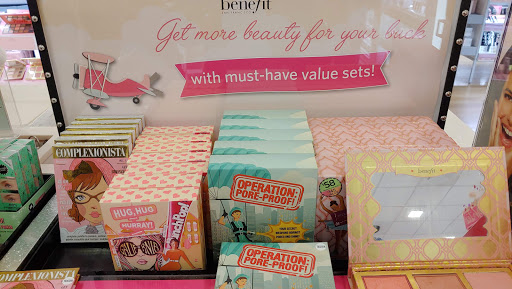 benefit
Get more beauty for your buck
with must-have value sets!
COMPLEXIONISTA
HUG, HUG
HURRAY!
OPERATION:
PORE-PROOF!
58
benefit
OPERATION:
PORE-PROOF!
COMPLEXIONISTA